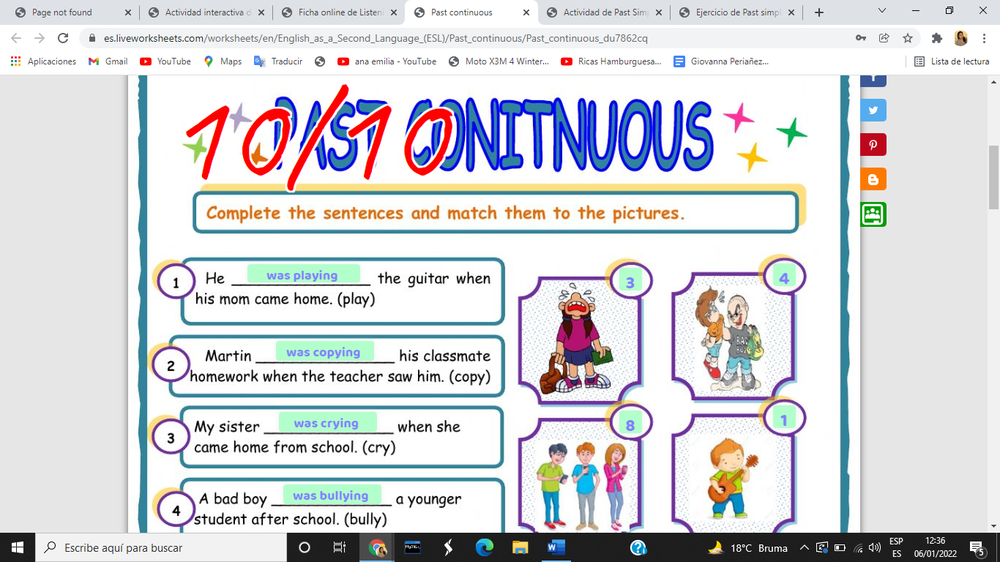 Page not found
Actividad interactiva d
Ficha online de Listeni
Past continuous
Actividad de Past Simp
Ejercicio de Past simpl
es.liveworksheets.com/worksheets/en/English_as_a_Second_Language_(ESL)/Past_continuous/Past_continuous_du7862cq
Aplicaciones
Gmail
YouTube
Maps
Traducir
ana emilia - YouTube
Moto X3M 4 Winter...
Ricas Hamburguesa...
Giovanna Periañez...
Lista de lectura
PAST CONITNUOUS
10/10
Complete the sentences and match them to the pictures.
1
He was playing the guitar when
his mom came home. (play)
2
Martin was copying his classmate
homework when the teacher saw him. (copy)
3
My sister was crying when she
came home from school. (cry)
4
A bad boy was bullying a younger
student after school. (bully)
3
4
BAD
BOY
8
1
Escribe aquí para buscar
MySQL
18°C Bruma
ESP
ES
12:36
06/01/2022
5